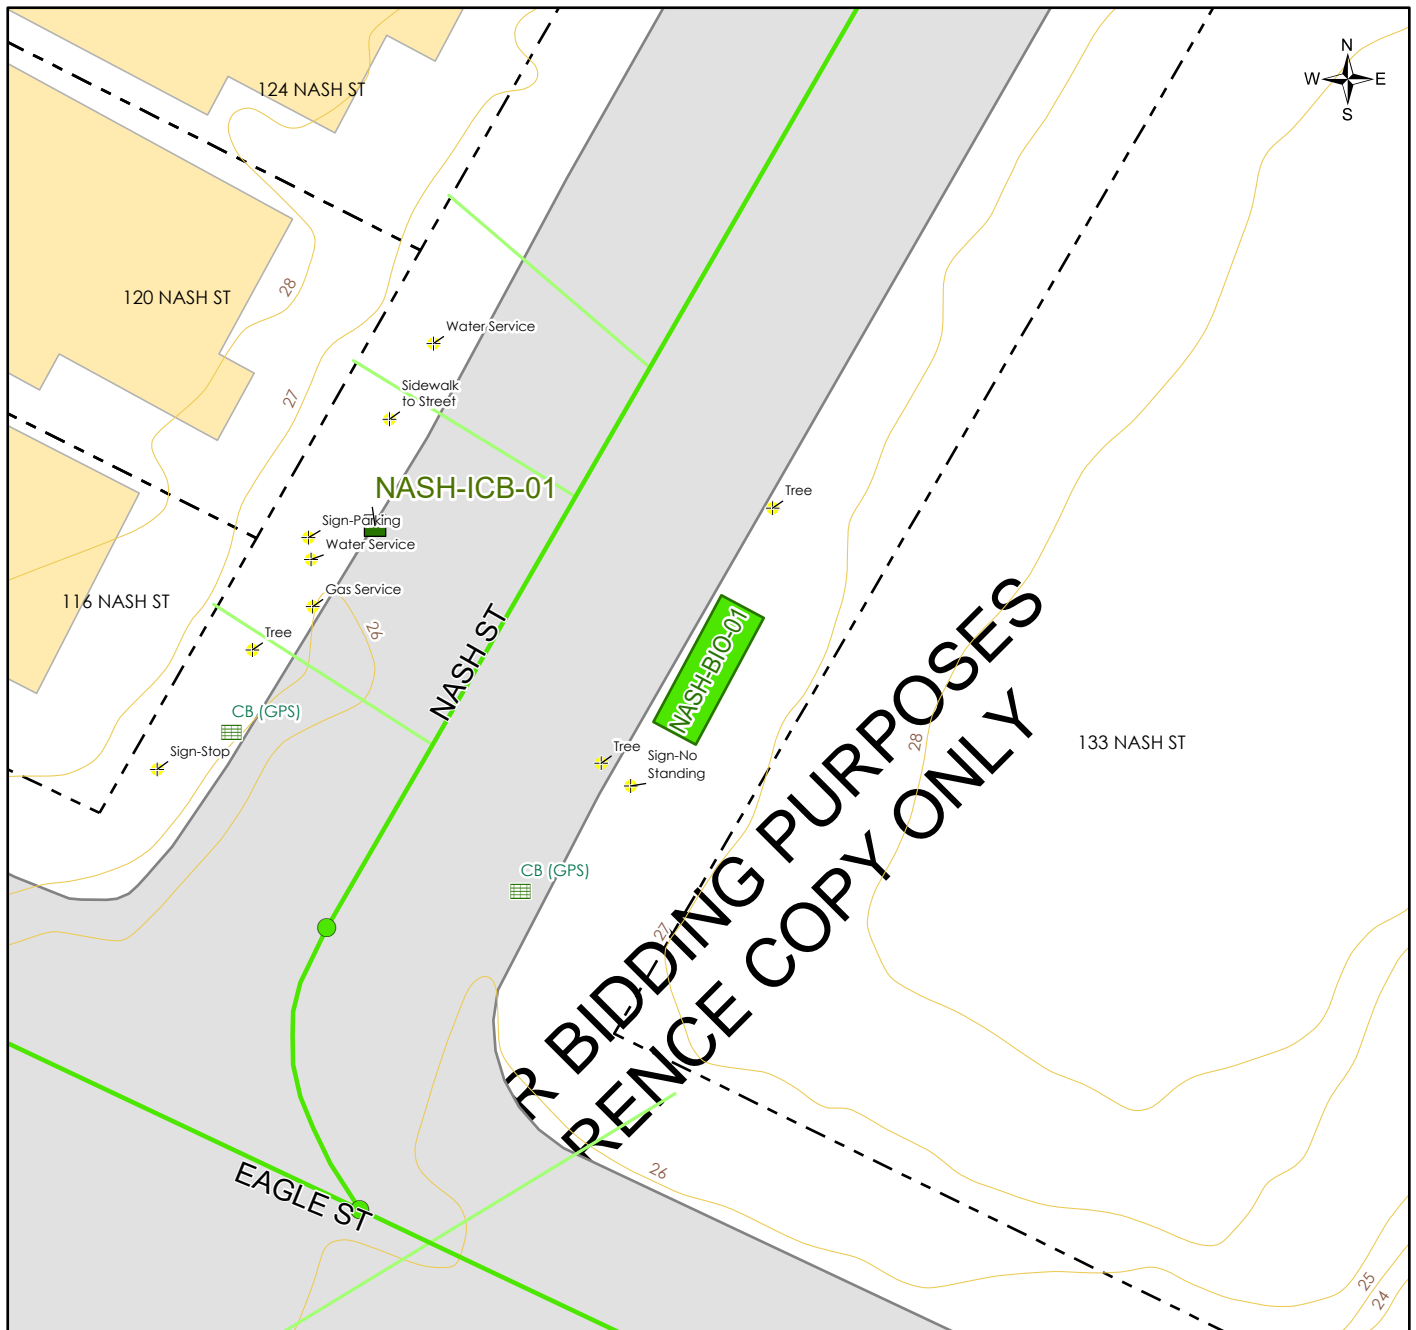 N
W E
S
124 NASH ST
120 NASH ST
28
Water Service
27
Sidewalk
to Street
NASH-ICB-01
Tree
Sign-Parking
Water Service
Gas Service
116 NASH ST
26
Tree
NASH ST
NASH-BIO-01
CB (GPS)
Sign-Stop
Tree
Sign-No
Standing
28
133 NASH ST
CB (GPS)
27
R BIDDING PURPOSES
RENCE COPY ONLY
EAGLE ST
26
25
24